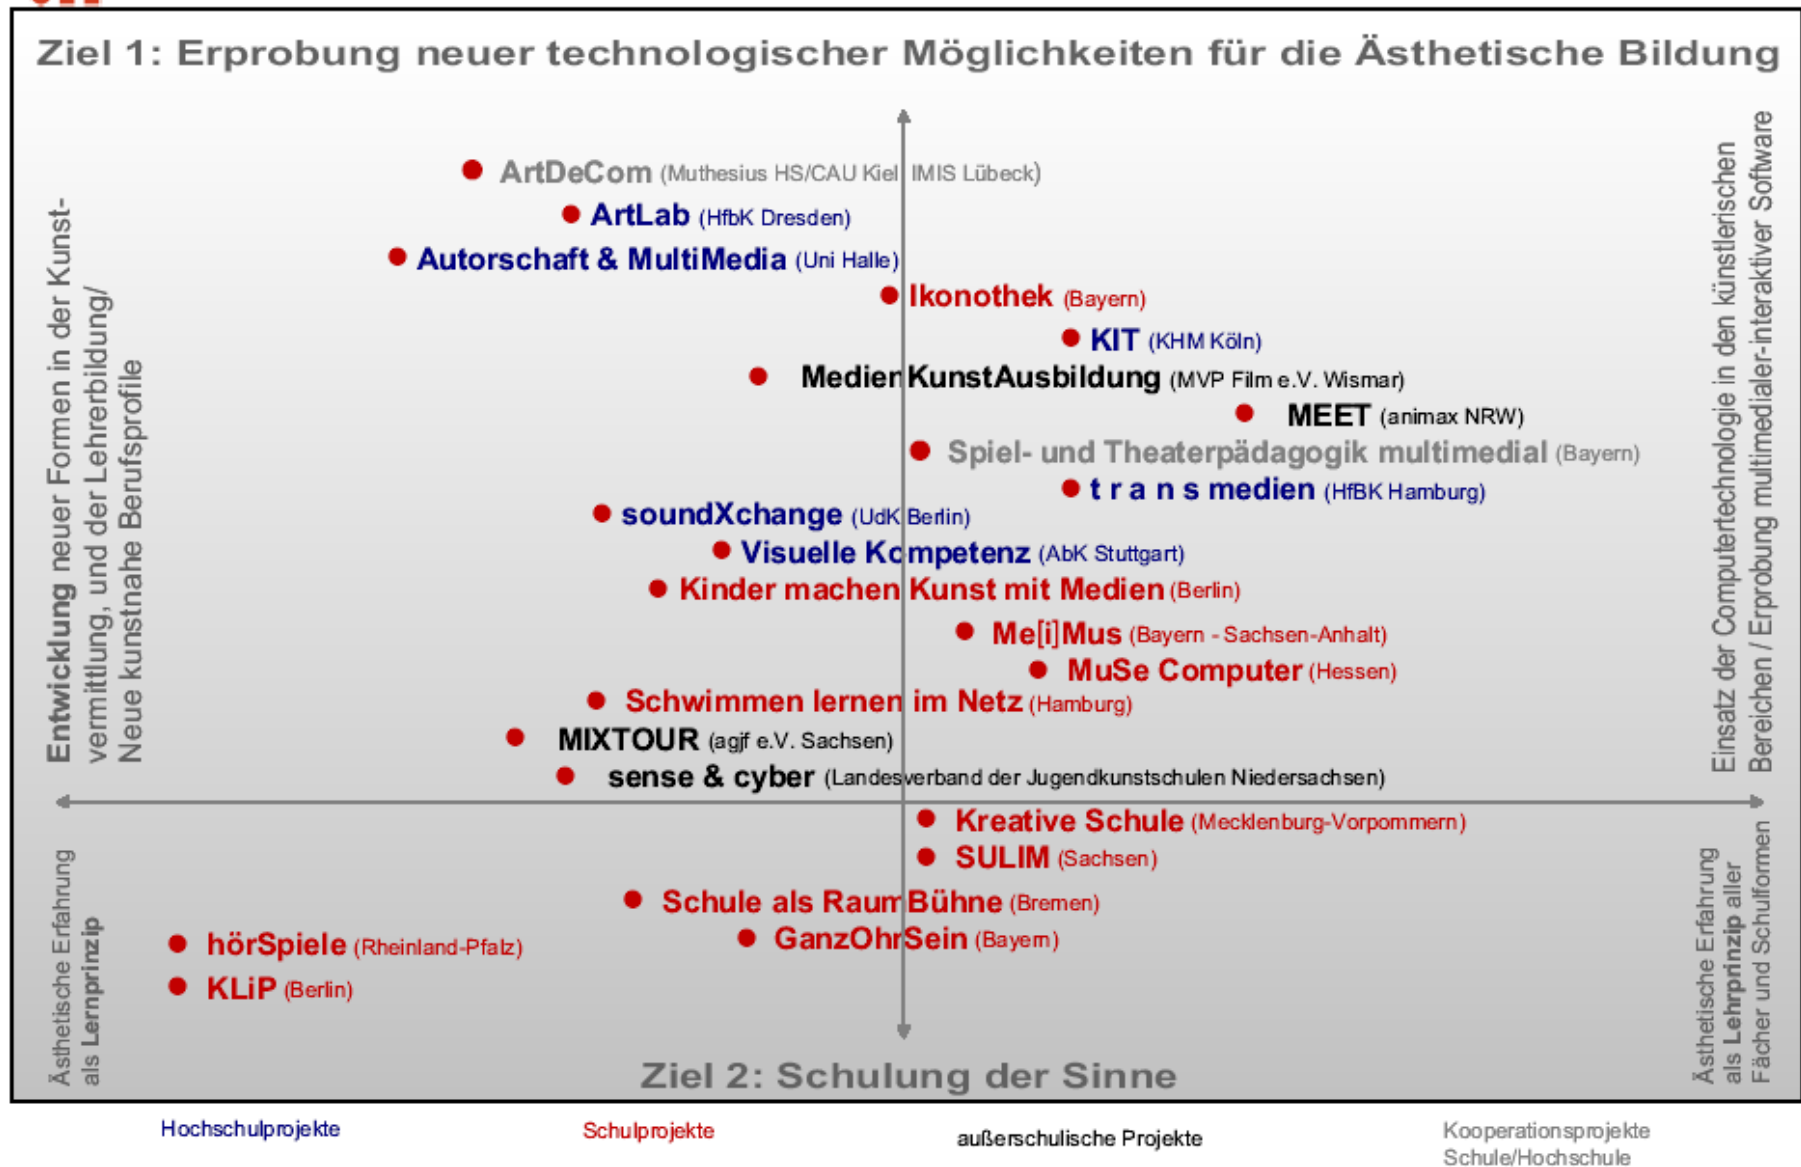 Ziel 1: Erprobung neuer technologischer Möglichkeiten für die Ästhetische Bildung
Entwicklung neuer Formen in der Kunst-
vermittlung, und der Lehrerbildung/
Neue kunstnahe Berufsprofile
ArtDeCom (Muthesius HS/CAU Kiel IMIS Lübeck)
ArtLab (HfbK Dresden)
Autorschaft & MultiMedia (Uni Halle)
Ikonothek (Bayern)
KIT (KHM Köln)
MedienKunstAusbildung (MVP Film e.V. Wismar)
MEET (animax NRW)
Spiel- und Theaterpädagogik multimedial (Bayern)
t r a n s medien (HfBK Hamburg)
soundXchange (UdK Berlin)
Visuelle Kompetenz (AbK Stuttgart)
Kinder machen Kunst mit Medien (Berlin)
Me[i]Mus (Bayern - Sachsen-Anhalt)
MuSe Computer (Hessen)
Schwimmen lernen im Netz (Hamburg)
MIXTOUR (agjf e.V. Sachsen)
sense & cyber (Landesverband der Jugendkunstschulen Niedersachsen)
Einsatz der Computertechnologie in den künstlerischen
Bereichen / Erprobung multimedialer-interaktiver Software
Ästhetische Erfahrung
als Lernprinzip
Kreative Schule (Mecklenburg-Vorpommern)
SULIM (Sachsen)
Schule als RaumBühne (Bremen)
GanzOhrSein (Bayern)
hörSpiele (Rheinland-Pfalz)
KLiP (Berlin)
Ästhetische Erfahrung
als Lehrprinzip aller
Fächer und Schulformen
Ziel 2: Schulung der Sinne
Hochschulprojekte
Schulprojekte
außerschulische Projekte
Kooperationsprojekte
Schule/Hochschule